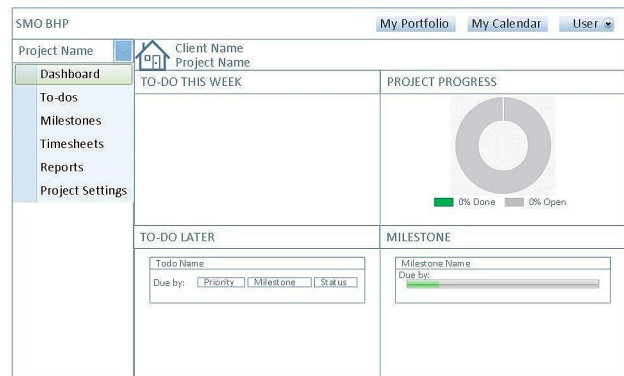 SMO BHP
My Portfolio
My Calendar
User
Project Name
Client Name
Project Name
Dashboard
To-dos
Milestones
Timesheets
Reports
Project Settings
TO-DO THIS WEEK
PROJECT PROGRESS
0% Done
0% Open
TO-DO LATER
MILESTONE
Todo Name
Due by:
Priority
Milestone
Status
Milestone Name
Due by: